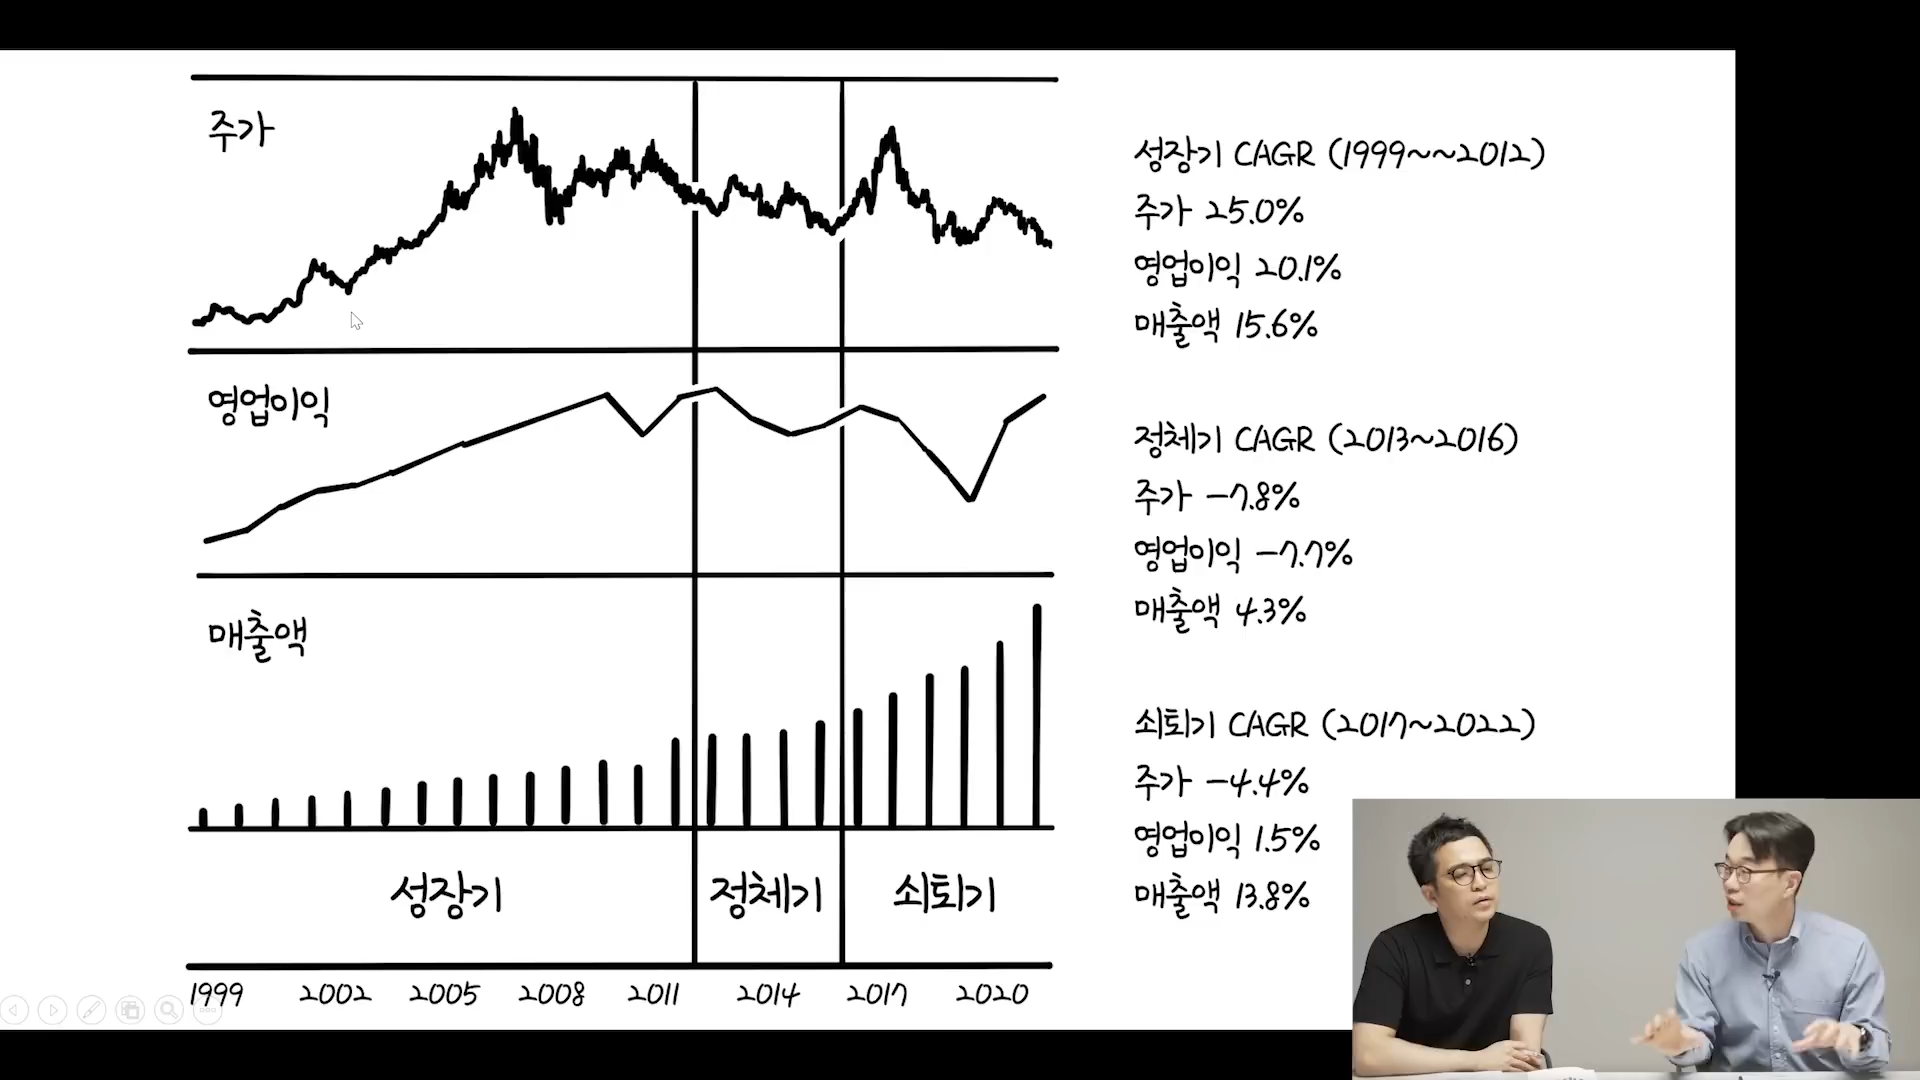 주가
영업이익
매출액
성장기
정체기
쇠퇴기
1999
2002
2005
2008
2011
2014
2017
2020
성장기 CAGR (1999~~2012)
주가 25.0%
영업이익 20.1%
매출액 15.6%
정체기 CAGR (2013~2016)
주가 -7.8%
영업이익 -7.7%
매출액 4.3%
쇠퇴기 CAGR (2017~2022)
주가 -4.4%
영업이익 1.5%
매출액 13.8%